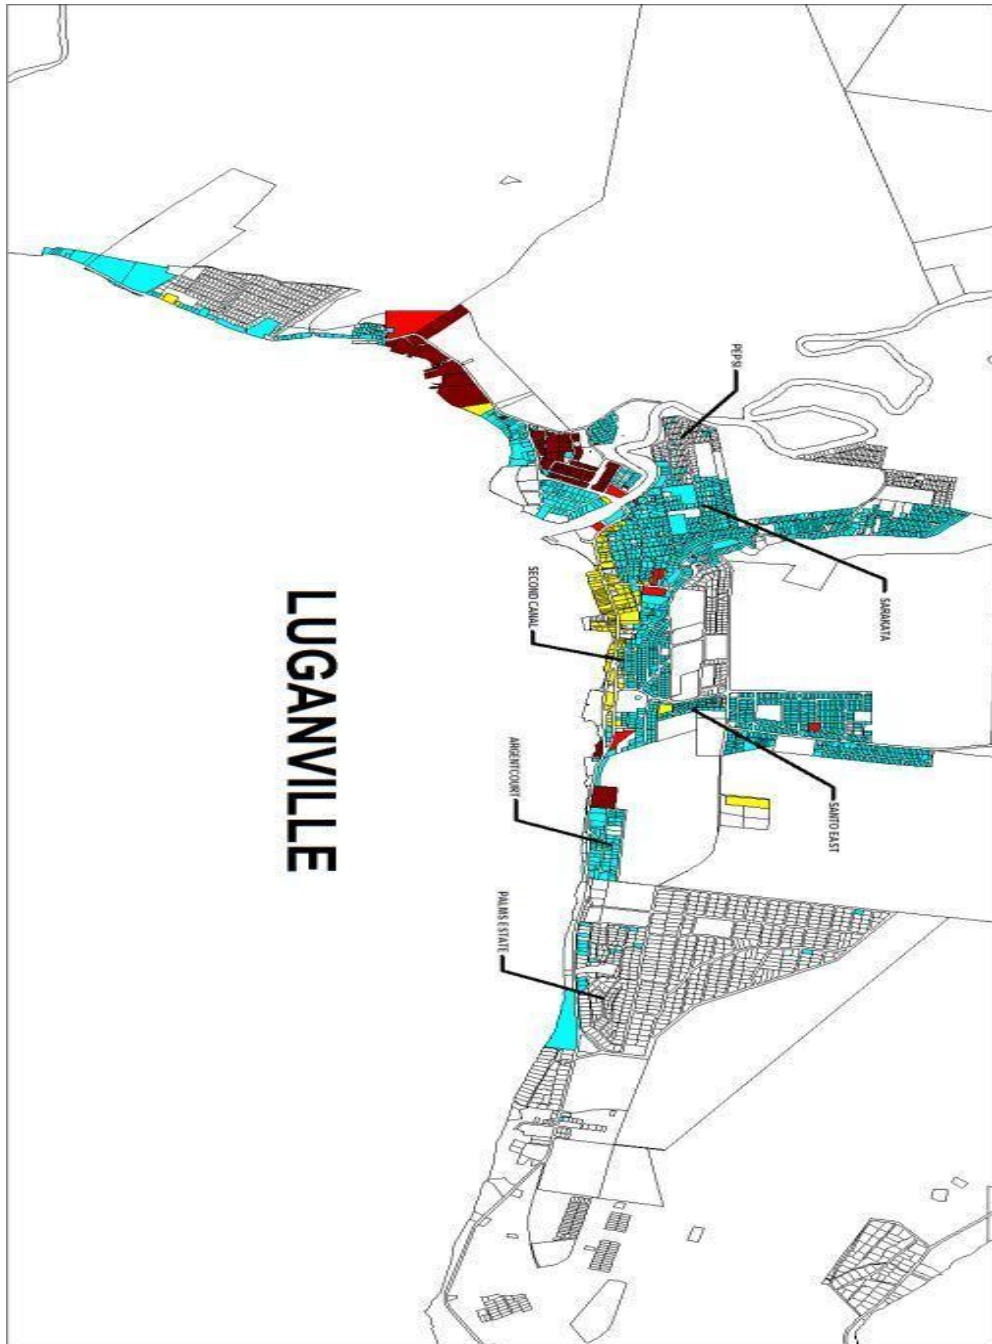 PEPSI
SARAKATA
SECOND CANAL
SANTO EAST
ARGENTCOURT
PALMS ESTATE
LUGANVILLE